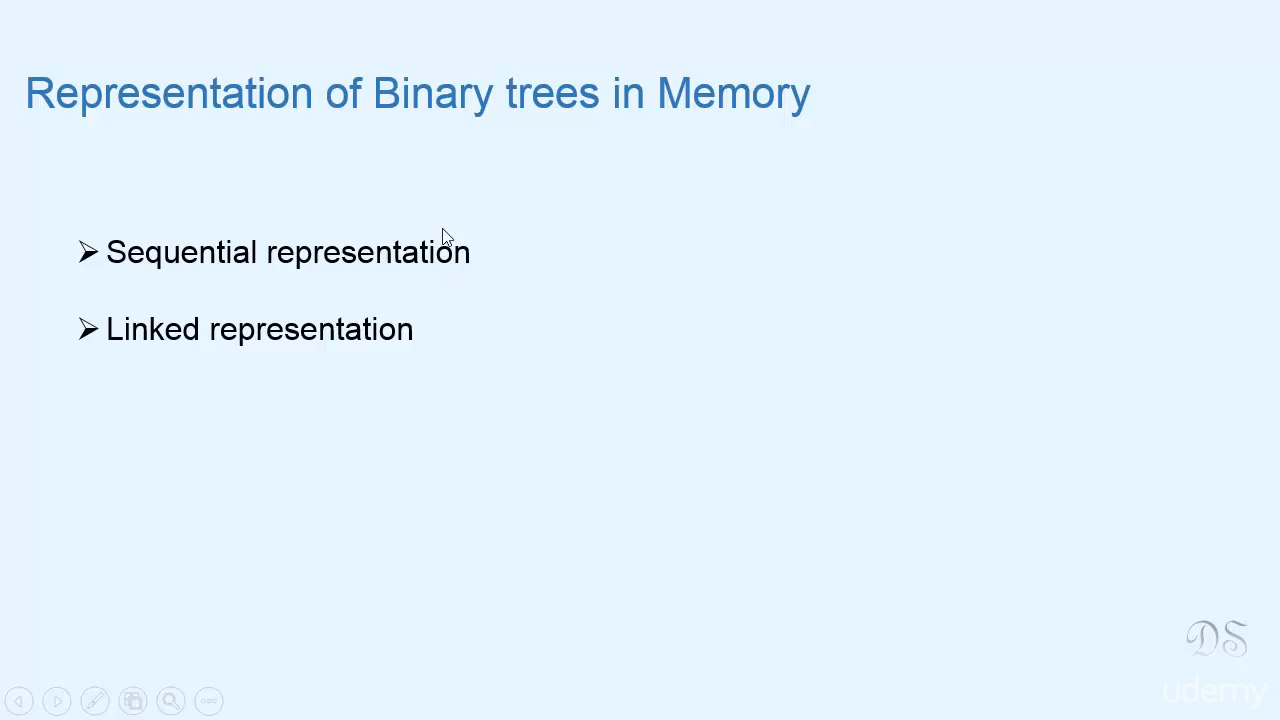 Representation of Binary trees in Memory
Sequential representation
Linked representation
DS
udemy